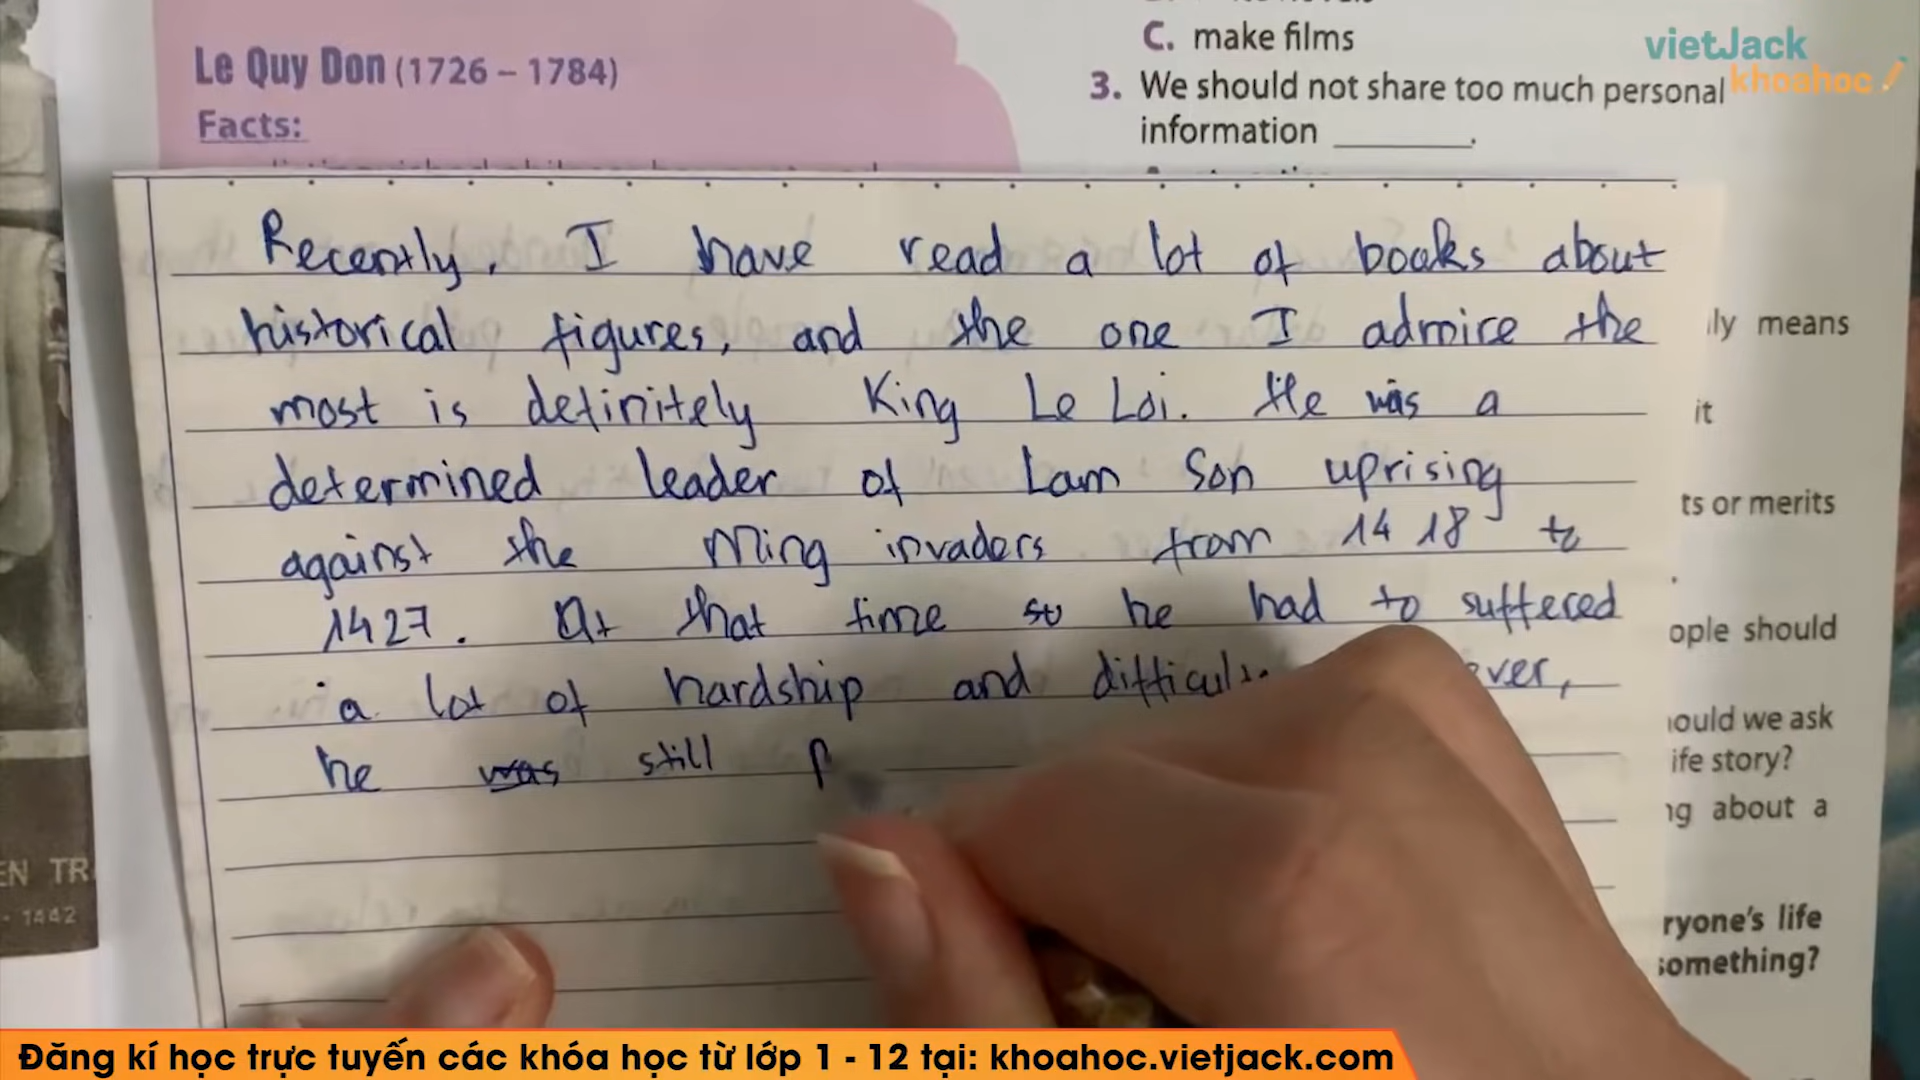 Le Quy Don (1726 – 1784)
Facts:
C. make films
3. We should not share too much personal
information ________.
vietJack
khoahoc
Recently, I have read a lot of books about
historical figures, and the one I admire the
most is definitely King Le Loi. He was a
determined leader of Lam Son uprising
against the Ming invaders from 1418 to
1427. At that time so he had to suffered
a lot of hardship and
he was still
ily means
it
ts or merits
ople should
ould we ask
ife story?
ng about a
ryone's life
something?
EN TR
- 1442
Đăng kí học trực tuyến các khóa học từ lớp 1 - 12 tại: khoahoc.vietjack.com